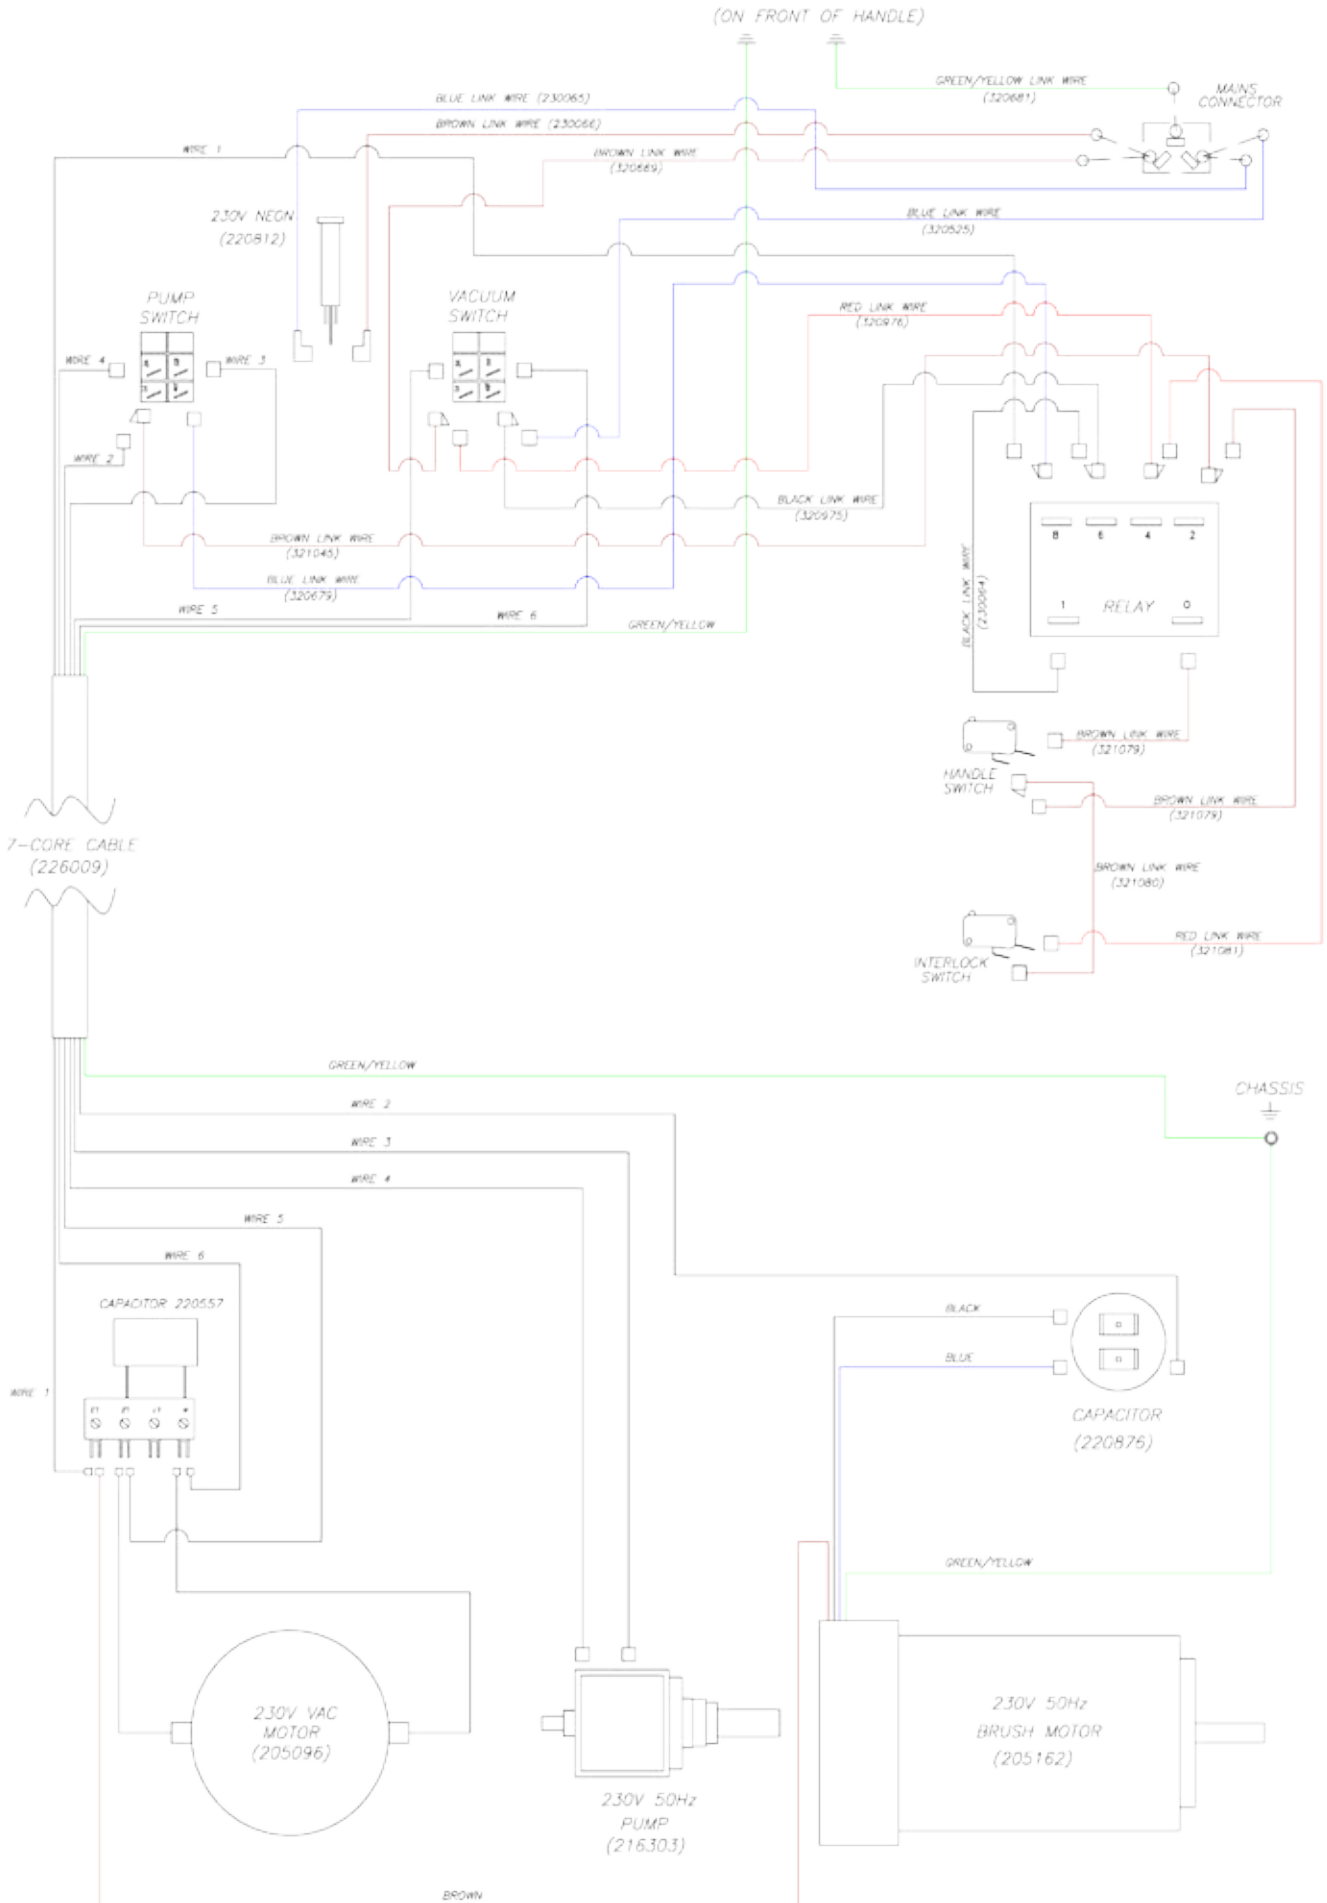 (ON FRONT OF HANDLE)
GREEN/YELLOW LINK WIRE
(320681)
MAINS
CONNECTOR
BLUE LINK WIRE (230065)
BROWN LINK WIRE (230066)
WIRE 1
BROWN LINK WIRE
(320669)
230V NEON
(220812)
BLUE LINK WIRE
(320525)
PUMP
SWITCH
VACUUM
SWITCH
RED LINK WIRE
(320976)
WIRE 4
WIRE 3
WIRE 2
BLACK LINK WIRE
(320975)
BROWN LINK WIRE
(321045)
BLUE LINK WIRE
(320679)
8 6 4 2
1 RELAY 0
BLACK LINK WIRE
(230064)
WIRE 5
WIRE 6
GREEN/YELLOW
BROWN LINK WIRE
(321079)
HANDLE
SWITCH
BROWN LINK WIRE
(321079)
7-CORE CABLE
(226009)
BROWN LINK WIRE
(321080)
RED LINK WIRE
(321081)
INTERLOCK
SWITCH
GREEN/YELLOW
CHASSIS
WIRE 2
WIRE 3
WIRE 4
WIRE 5
WIRE 6
CAPACITOR 220557
BLACK
BLUE
WIRE 1
CAPACITOR
(220876)
GREEN/YELLOW
230V VAC
MOTOR
(205096)
230V 50Hz
BRUSH MOTOR
(205162)
230V 50Hz
PUMP
(216303)
BROWN